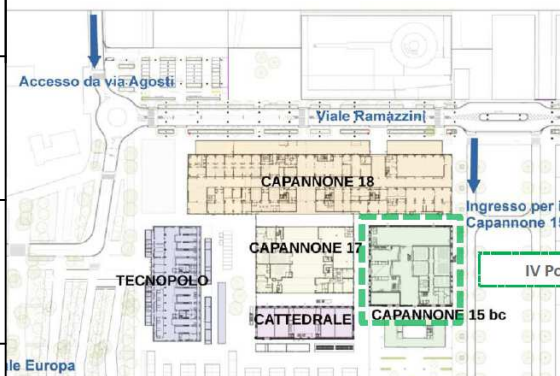 Accesso da via Agosti
Viale Ramazzini
CAPANNONE 18
Ingresso per i
Capannone 15
CAPANNONE 17
IV Po
TECNOPOLO
CATTEDRALE
CAPANNONE 15 bc
le Europa